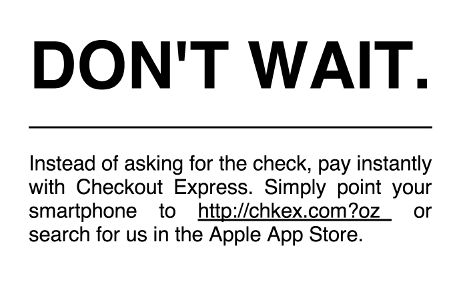 DON'T WAIT.
Instead of asking for the check, pay instantly
with Checkout Express. Simply point your
smartphone to http://chkex.com?oz or
search for us in the Apple App Store.